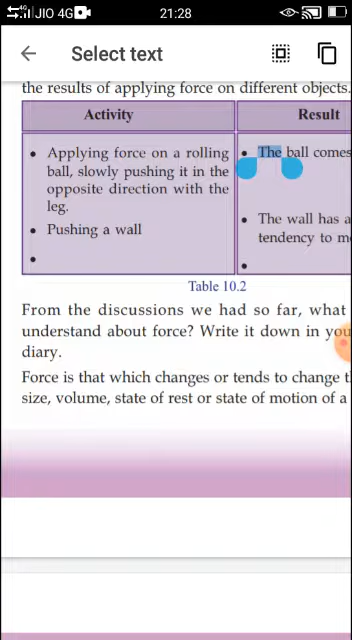 4G JIO 4G 21:28
Select text
the results of applying force on different objects.
Activity Result
• Applying force on a rolling • The ball comes
ball, slowly pushing it in the
opposite direction with the
leg. • The wall has a
• Pushing a wall tendency to m
• •
Table 10.2
From the discussions we had so far, what
understand about force? Write it down in you
diary.
Force is that which changes or tends to change t
size, volume, state of rest or state of motion of a